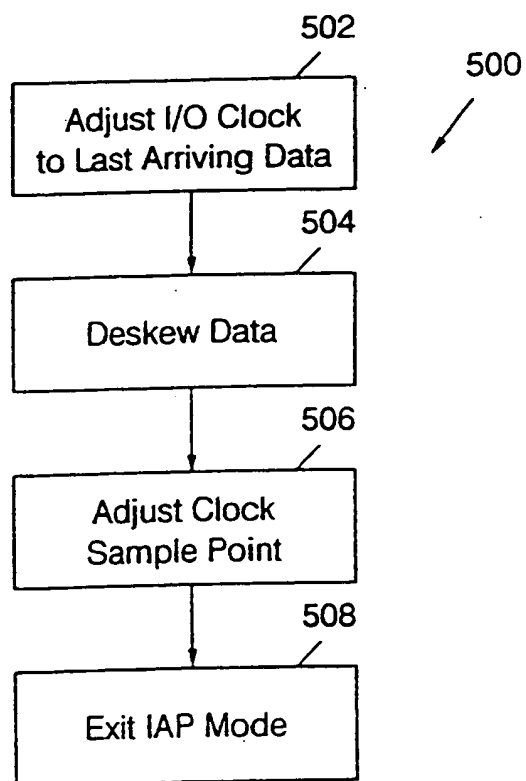 502
500
Adjust I/O Clock
to Last Arriving Data
504
Deskew Data
506
Adjust Clock
Sample Point
508
Exit IAP Mode